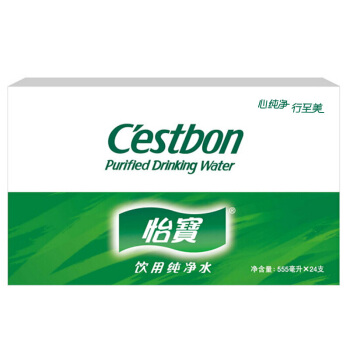 心纯净 行至美
C'estbon
Purified Drinking Water
怡寶®
饮用纯净水
净含量：555毫升×24支